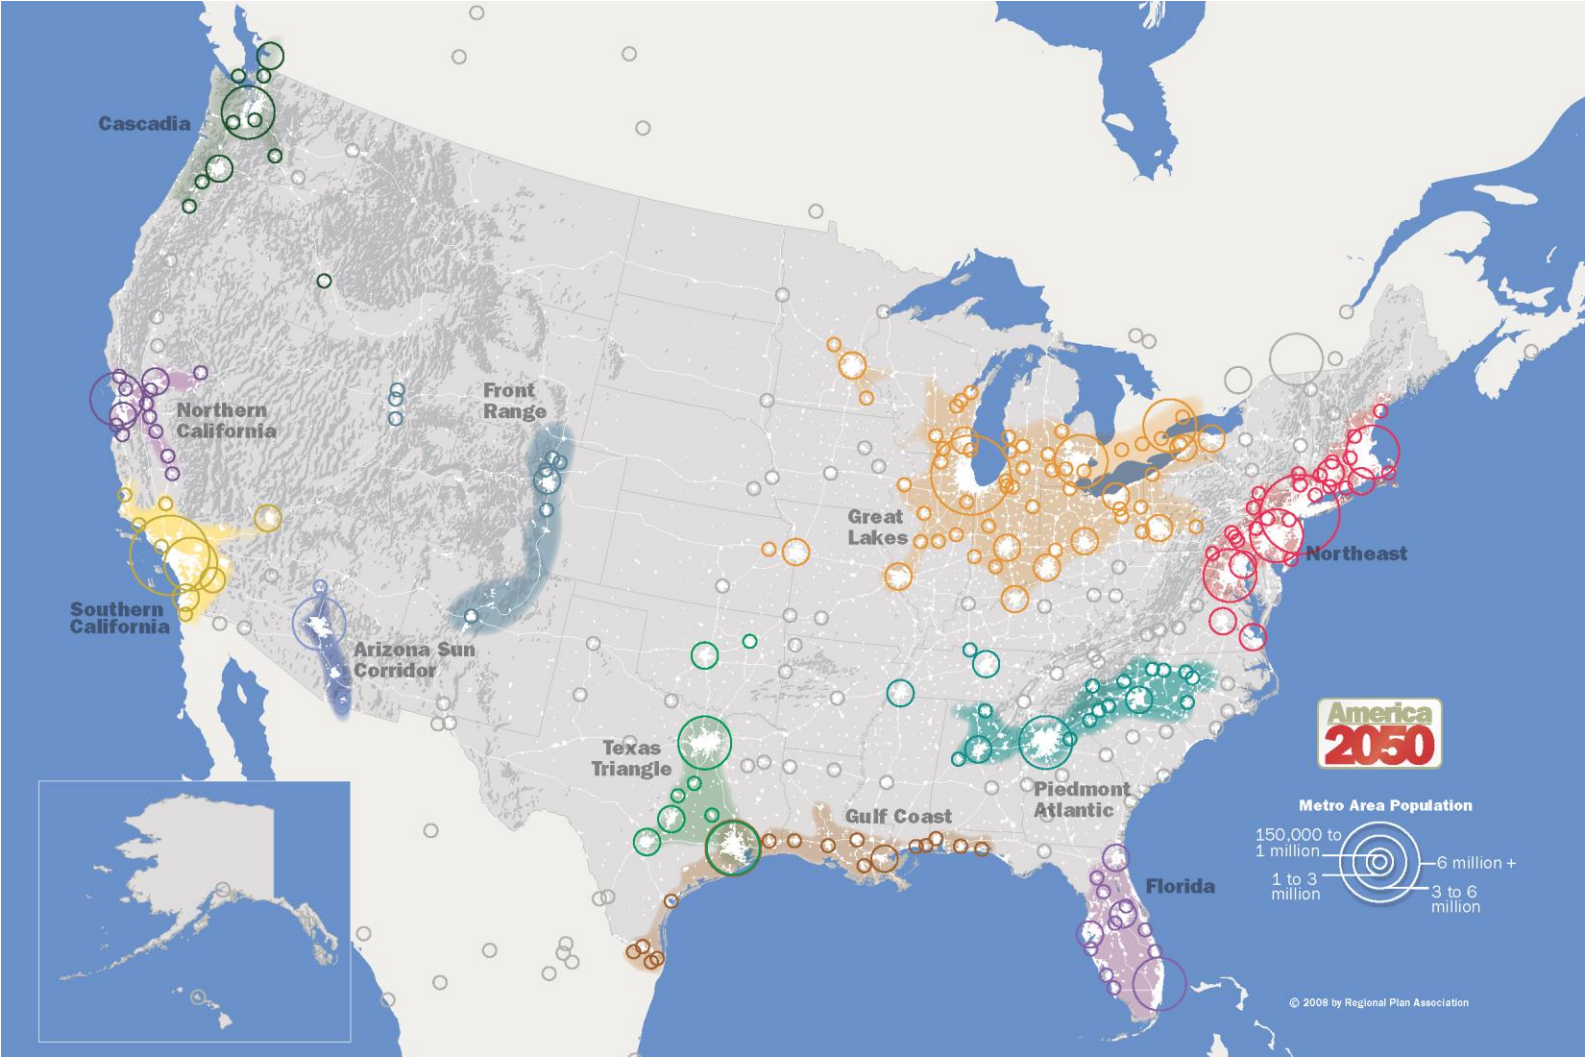 Cascadia
Northern
California
Southern
California
Arizona Sun
Corridor
Front
Range
Texas
Triangle
Gulf Coast
Great
Lakes
Piedmont
Atlantic
Florida
Northeast
America
2050
Metro Area Population
150,000 to
1 million
1 to 3
million
6 million +
3 to 6
million
© 2008 by Regional Plan Association